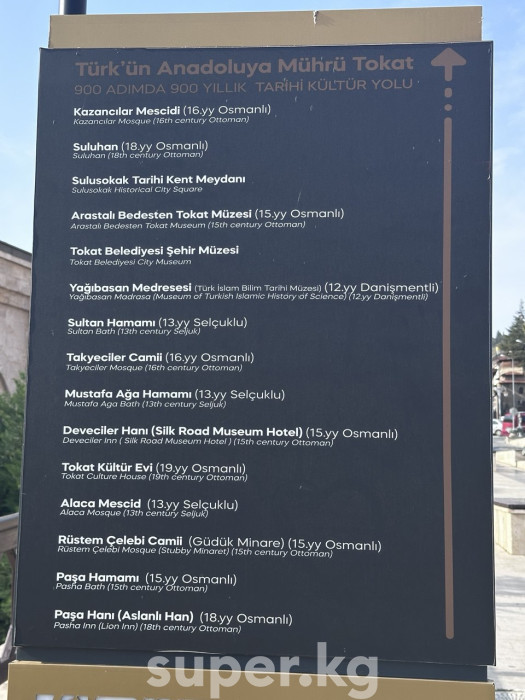 Türk'ün Anadoluya Mührü Tokat
900 ADIMDA 900 YILLIK TARİHİ KÜLTÜR YOLU
Kazancılar Mescidi (16.yy Osmanlı)
Kazancılar Mosque (16th century Ottoman)
Suluhan (18.yy Osmanlı)
Suluhan (18th century Ottoman)
Sulusokak Tarihi Kent Meydanı
Sulusokak Historical City Square
Arastalı Bedesten Tokat Müzesi (15.yy Osmanlı)
Arastalı Bedesten Tokat Museum (15th century Ottoman)
Tokat Belediyesi Şehir Müzesi
Tokat Belediyesi City Museum
Yağıbasan Medresesi (Türk İslam Bilim Tarihi Müzesi) (12.yy Danişmentli)
Yağıbasan Madrasa (Museum of Turkish Islamic History of Science) (12.yy Danişmentli)
Sultan Hamamı (13.yy Selçuklu)
Sultan Bath (13th century Seljuk)
Takyeciler Camii (16.yy Osmanlı)
Takyeciler Mosque (16th century Ottoman)
Mustafa Ağa Hamamı (13.yy Selçuklu)
Mustafa Aga Bath (13th century Seljuk)
Deveciler Hanı (Silk Road Museum Hotel) (15.yy Osmanlı)
Deveciler Inn ( Silk Road Museum Hotel ) (15th century Ottoman)
Tokat Kültür Evi (19.yy Osmanlı)
Tokat Culture House (19th century Ottoman)
Alaca Mescid (13.yy Selçuklu)
Alaca Mosque (13th century Seljuk)
Rüstem Çelebi Camii (Güdük Minare) (15.yy Osmanlı)
Rüstem Çelebi Mosque (Stubby Minaret) (15th century Ottoman)
Paşa Hamamı (15.yy Osmanlı)
Pasha Bath (15th century Ottoman)
Paşa Hanı (Aslanlı Han) (18.yy Osmanlı)
Pasha Inn (Lion Inn) (18th century Ottoman)
super.kg